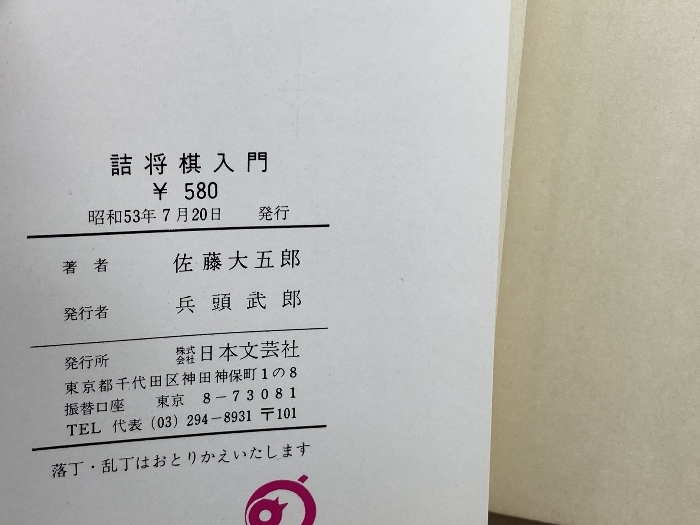 詰将棋入門
¥ 580
昭和53年7月20日 発行
著者 佐藤大五郎
発行者 兵頭武郎
発行所 株式会社日本文芸社
東京都千代田区神田神保町1の8
振替口座 東京 8-73081
TEL 代表(03)294-8931 〒101
落丁・乱丁はおとりかえいたします